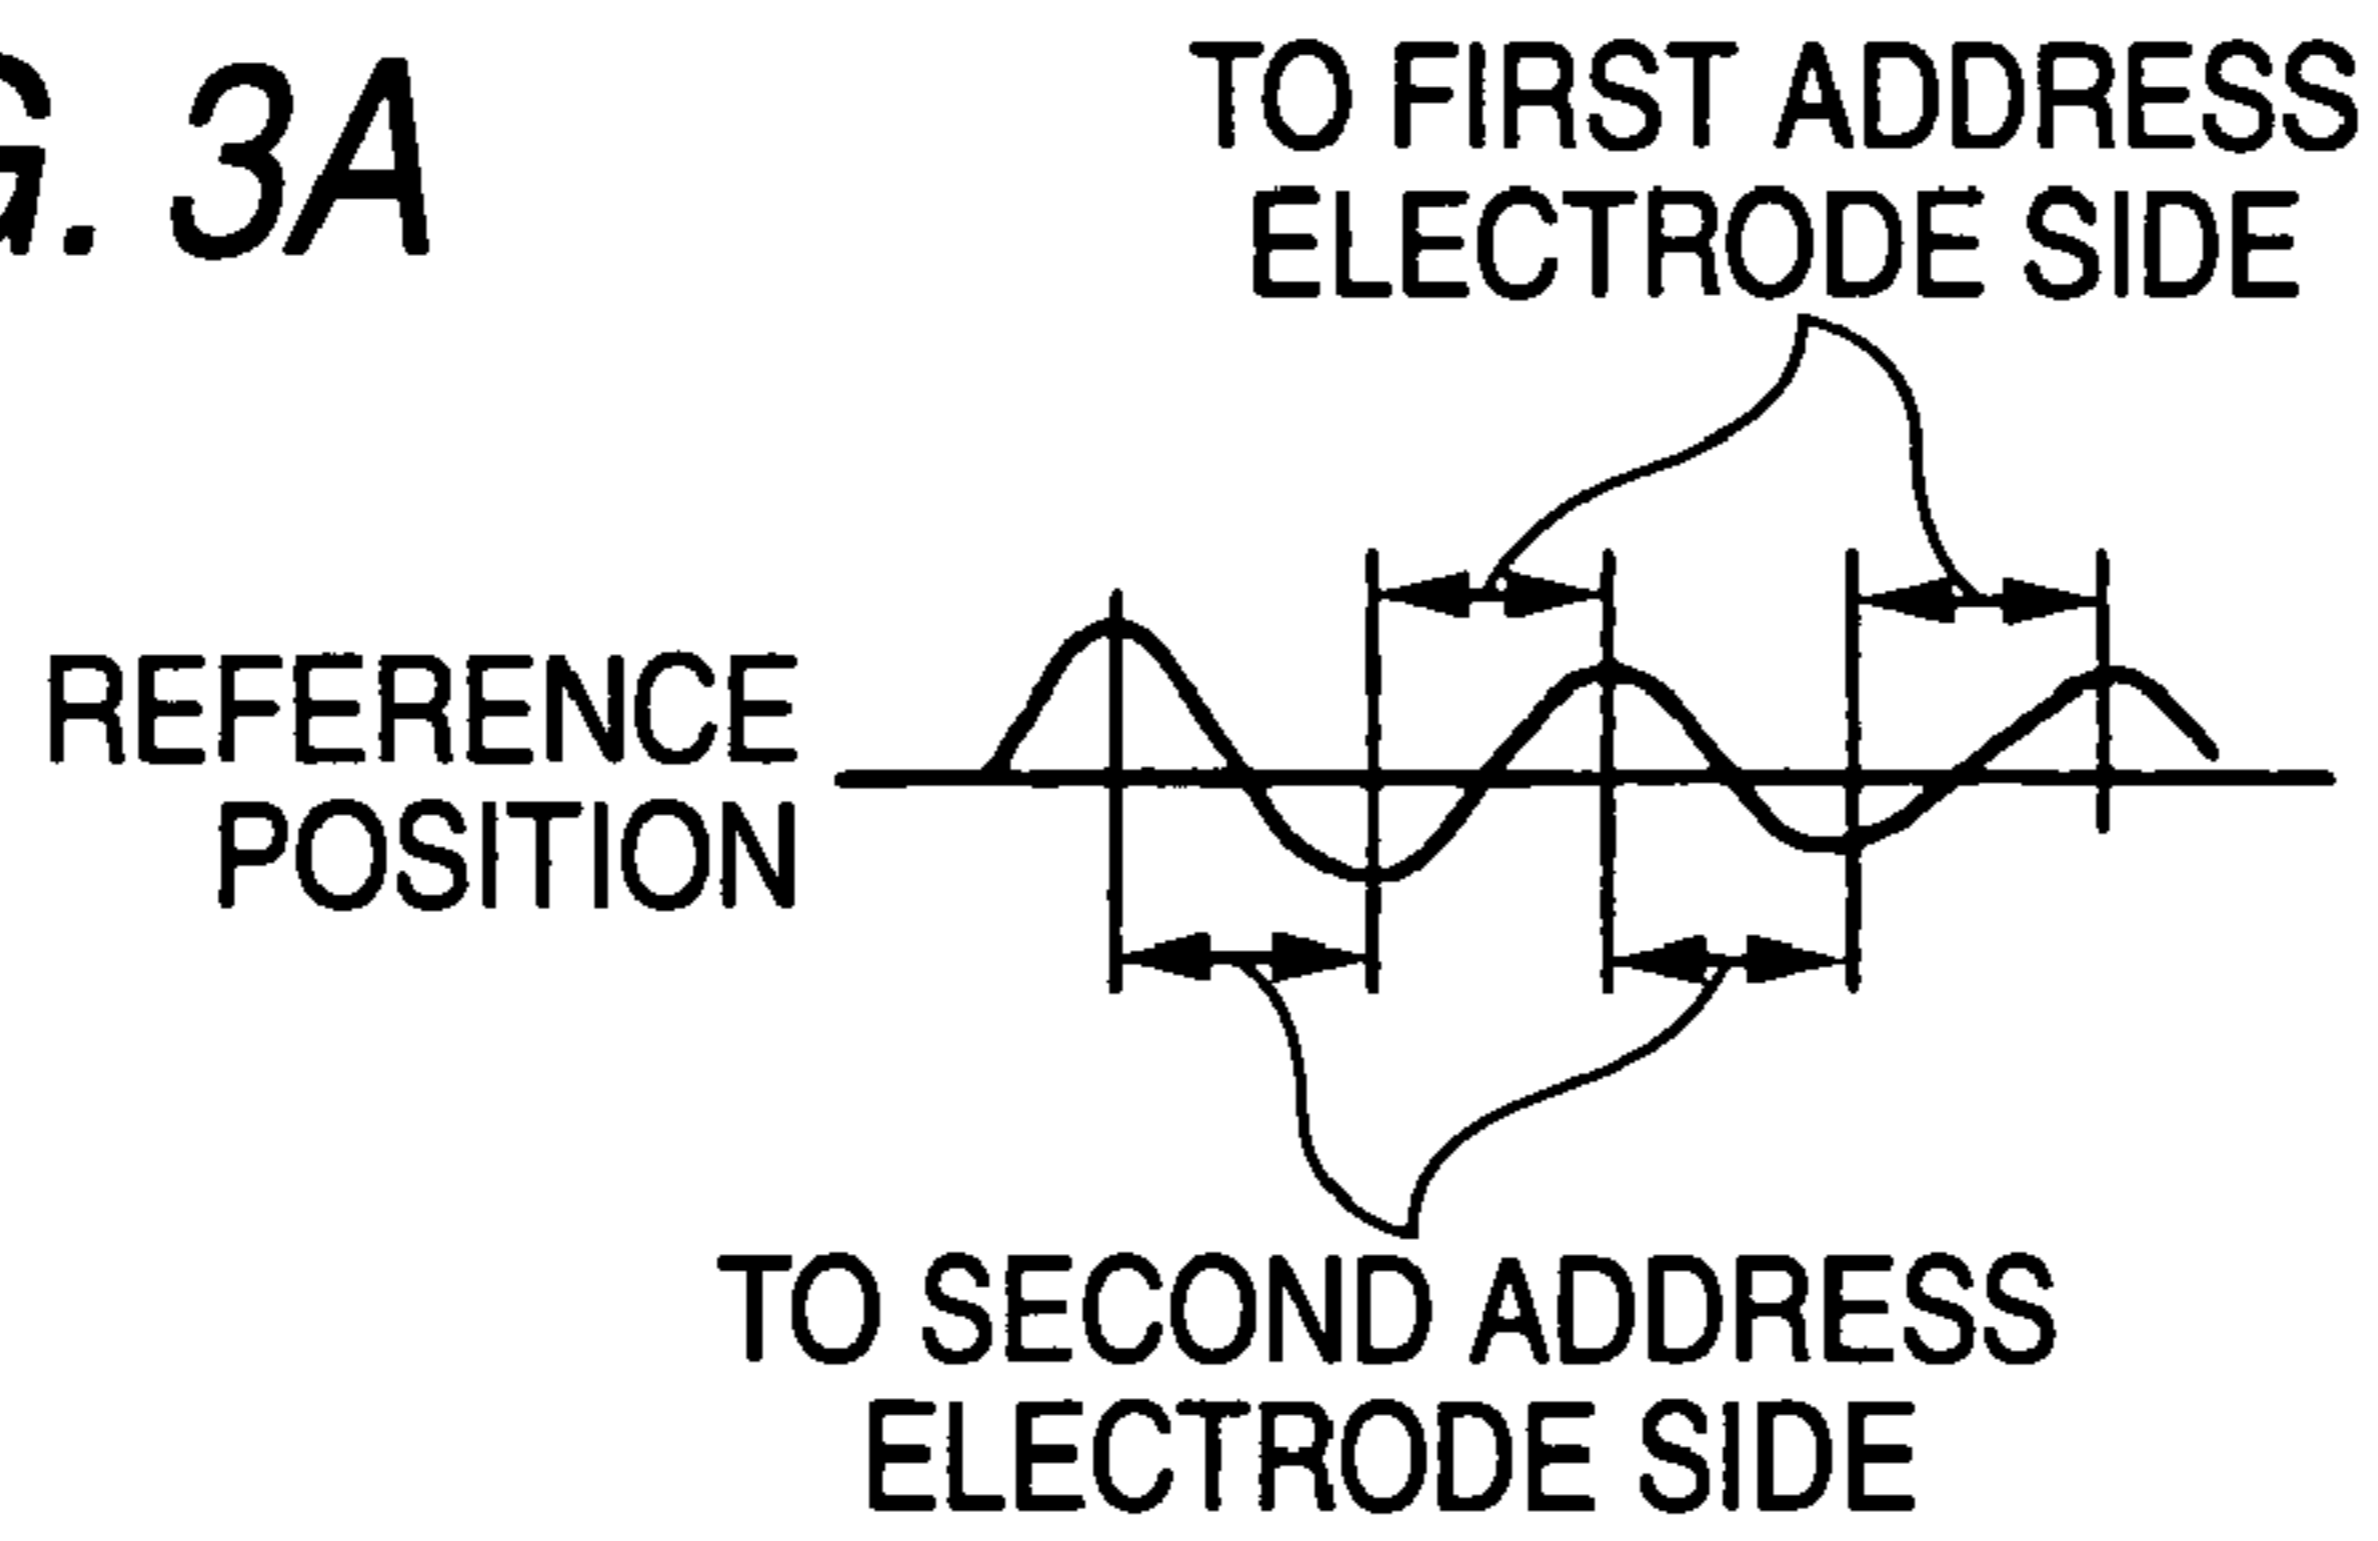 G. 3A
TO FIRST ADDRESS
ELECTRODE SIDE
REFERENCE
POSITION
TO SECOND ADDRESS
ELECTRODE SIDE